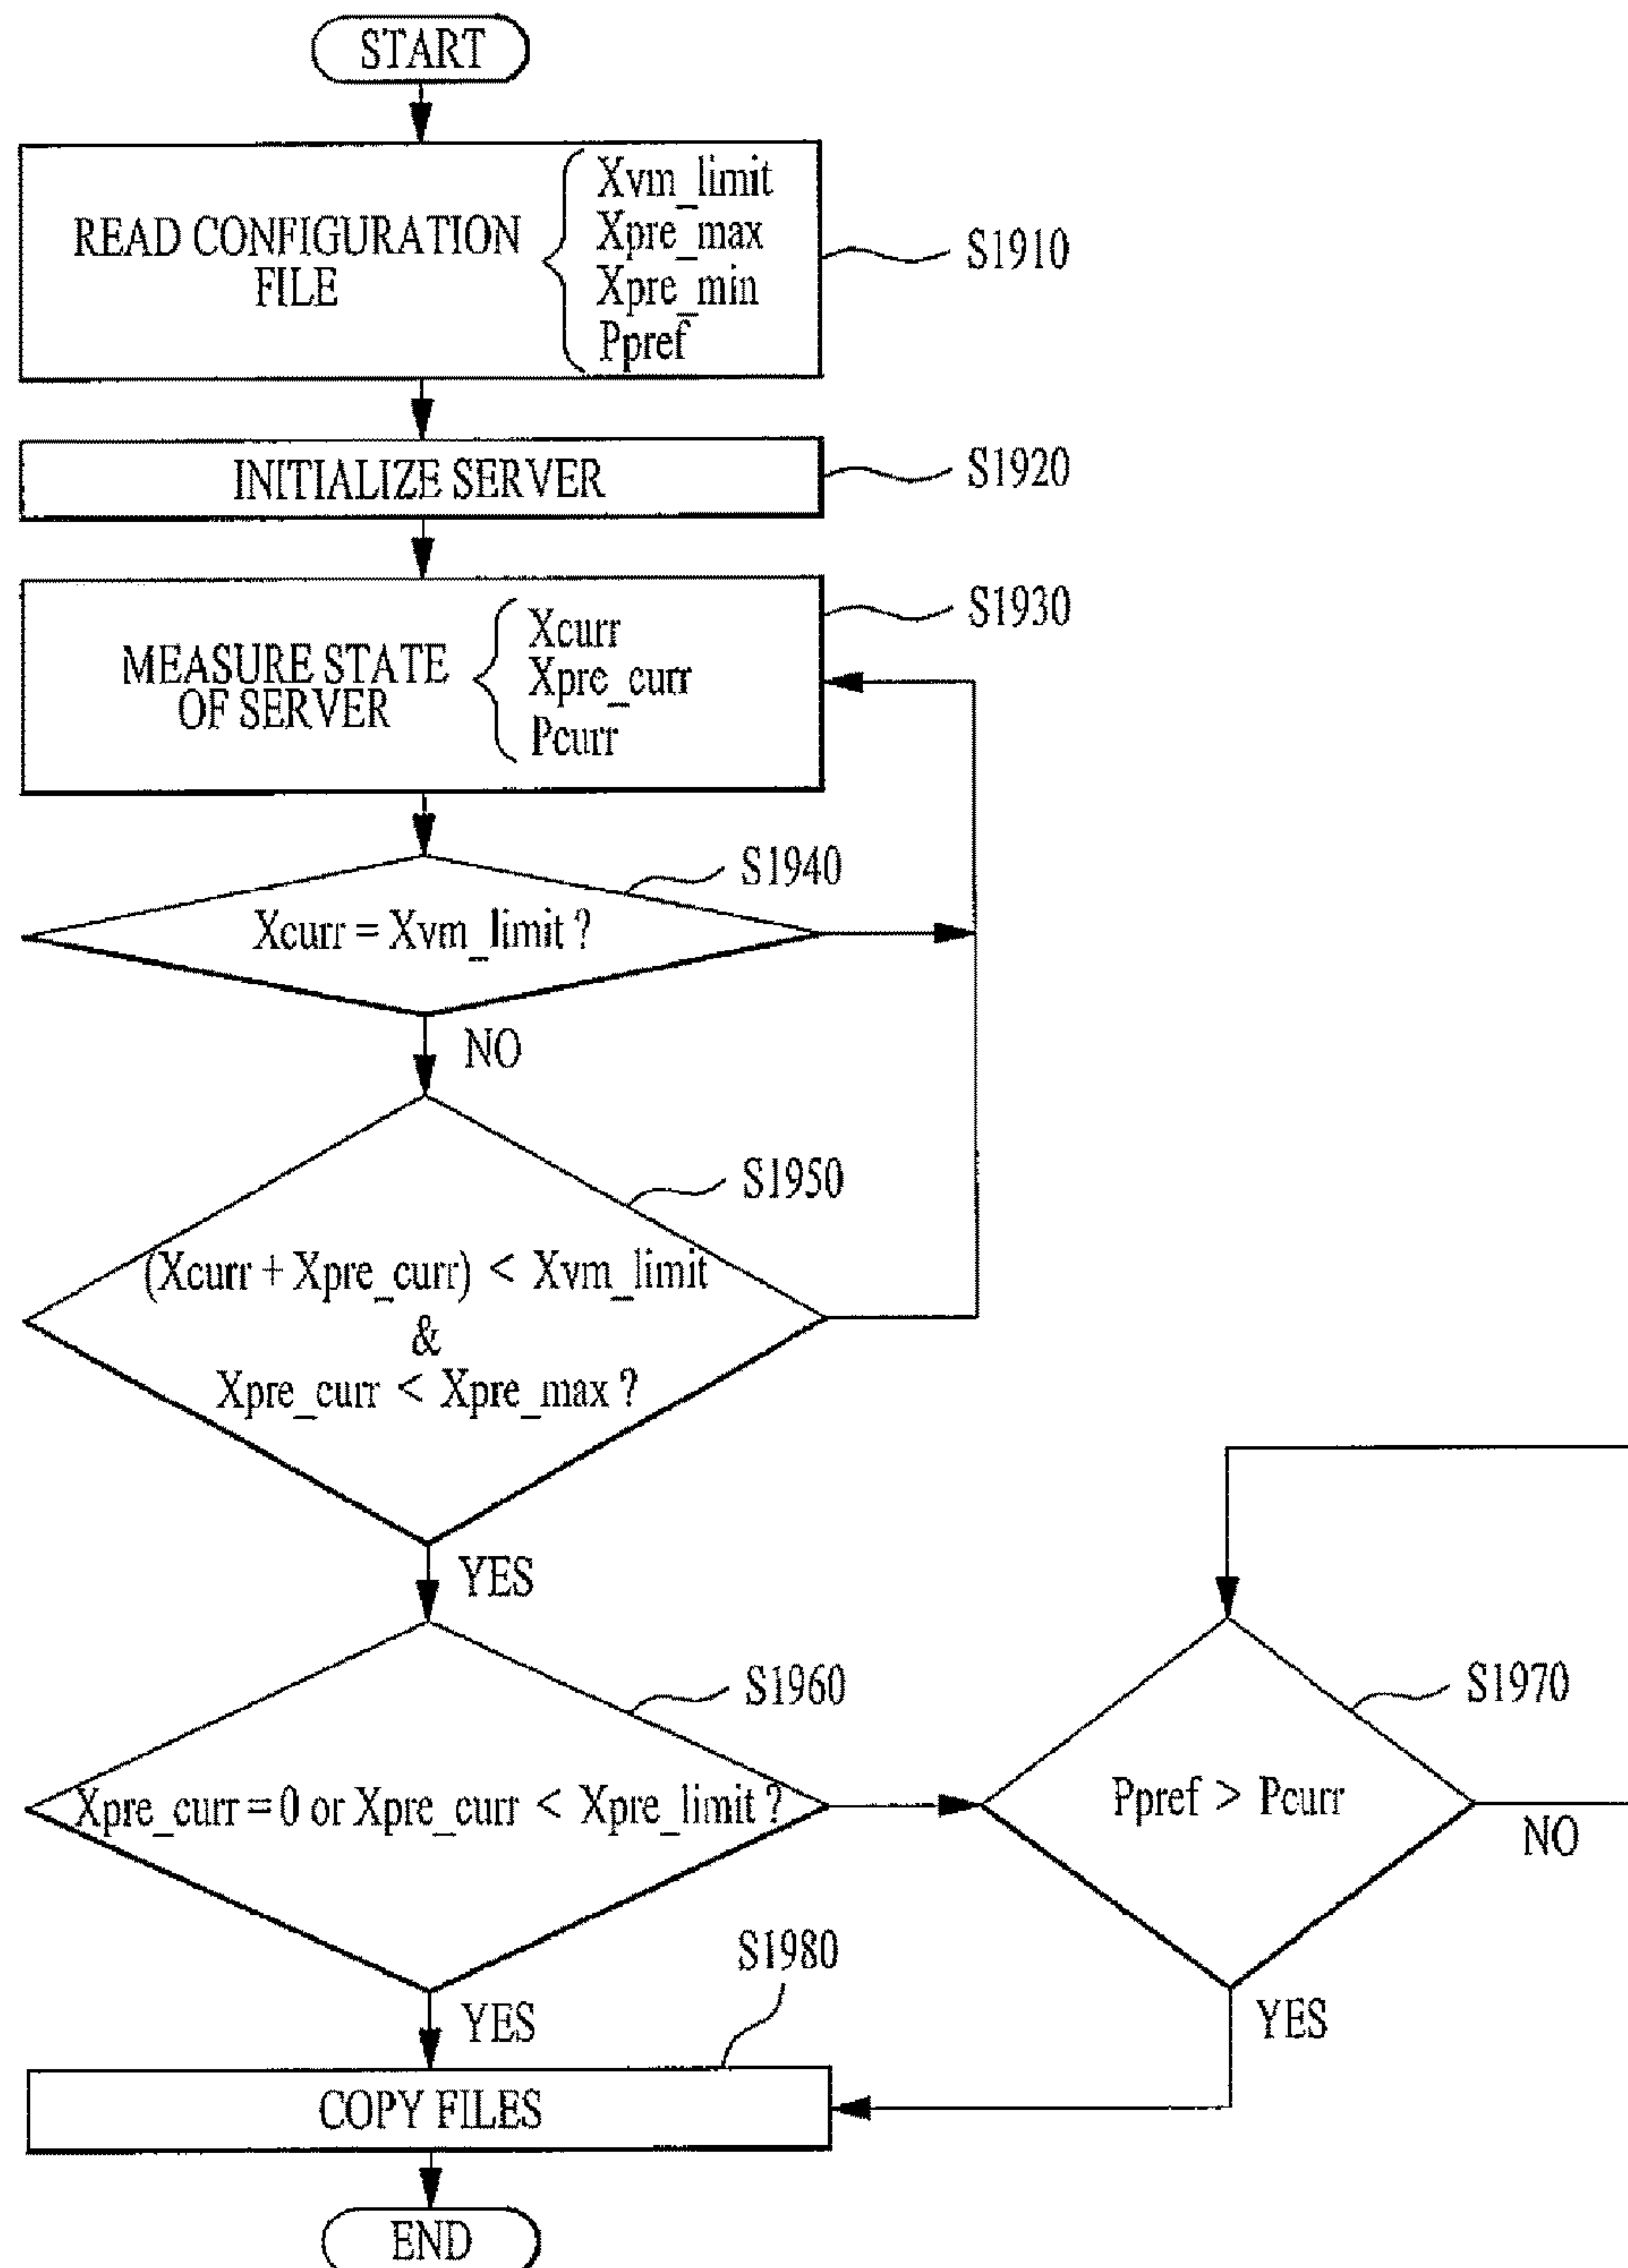 START
READ CONFIGURATION
FILE
Xvm_limit
Xpre_max
Xpre_min
Ppref
S1910
INITIALIZE SERVER
S1920
MEASURE STATE
OF SERVER
Xcurr
Xpre_curr
Pcurr
S1930
S1940
Xcurr = Xvm_limit ?
NO
S1950
(Xcurr + Xpre_curr) < Xvm_limit
&
Xpre_curr < Xpre_max ?
YES
S1960
Xpre_curr = 0 or Xpre_curr < Xpre_limit ?
S1970
Ppref > Pcurr
NO
YES
S1980
YES
COPY FILES
END